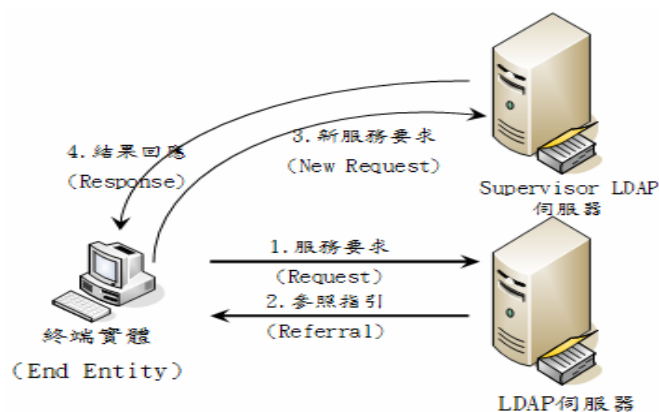 4.結果回應
(Response)
3.新服務要求
(New Request)
Supervisor LDAP
伺服器
1.服務要求
(Request)
2.參照指引
(Referral)
終端實體
(End Entity)
LDAP伺服器